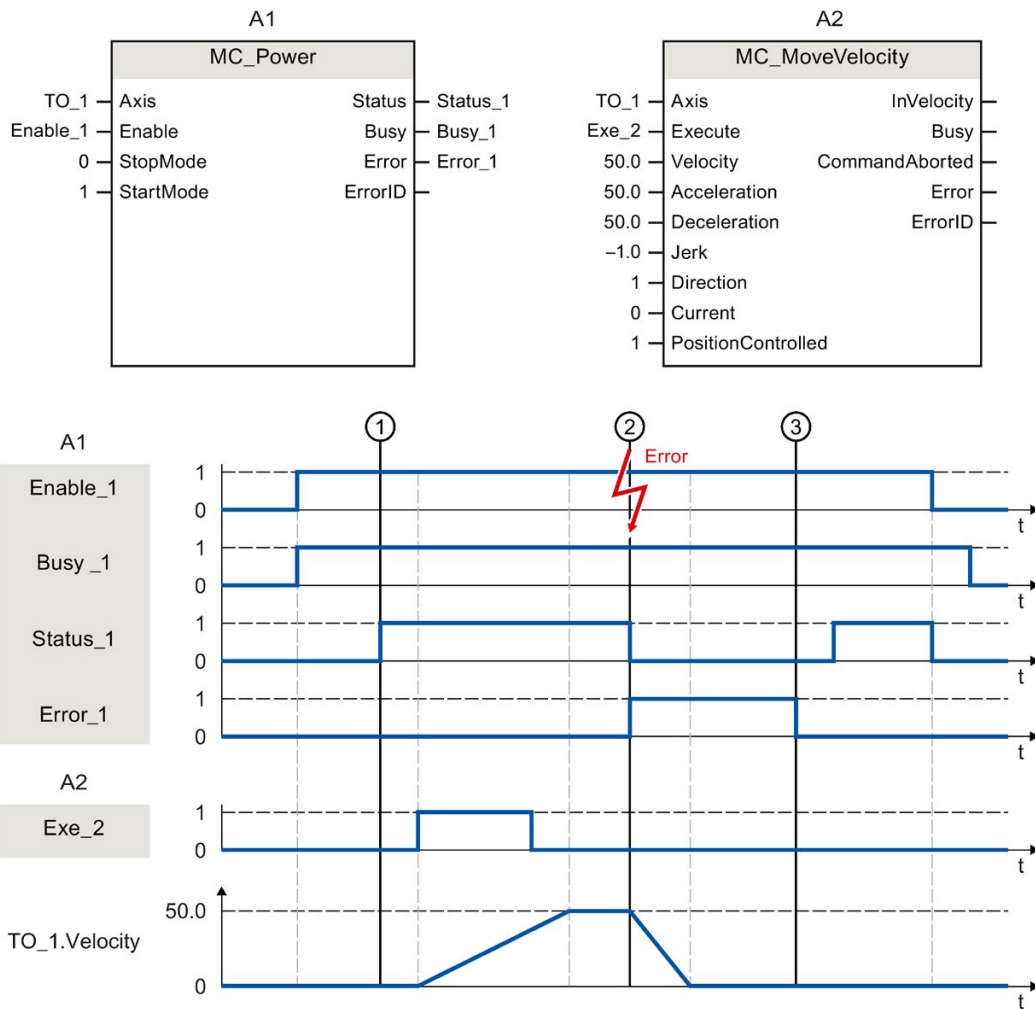 A1 A2
MC_Power MC_MoveVelocity
TO_1 Axis Status Status_1 TO_1 Axis InVelocity
Enable_1 Enable Busy Busy_1 Exe_2 Execute Busy
0 StopMode Error Error_1 50.0 Velocity CommandAborted
1 StartMode ErrorID 50.0 Acceleration Error
50.0 Deceleration ErrorID
–1.0 Jerk
1 Direction
0 Current
1 PositionControlled
1 2 3
A1
Error
1
Enable_1
0
t
1
Busy _1
0
t
1
Status_1
0
t
1
Error_1
0
t
A2
1
Exe_2
0
t
50.0
TO_1.Velocity
0
t